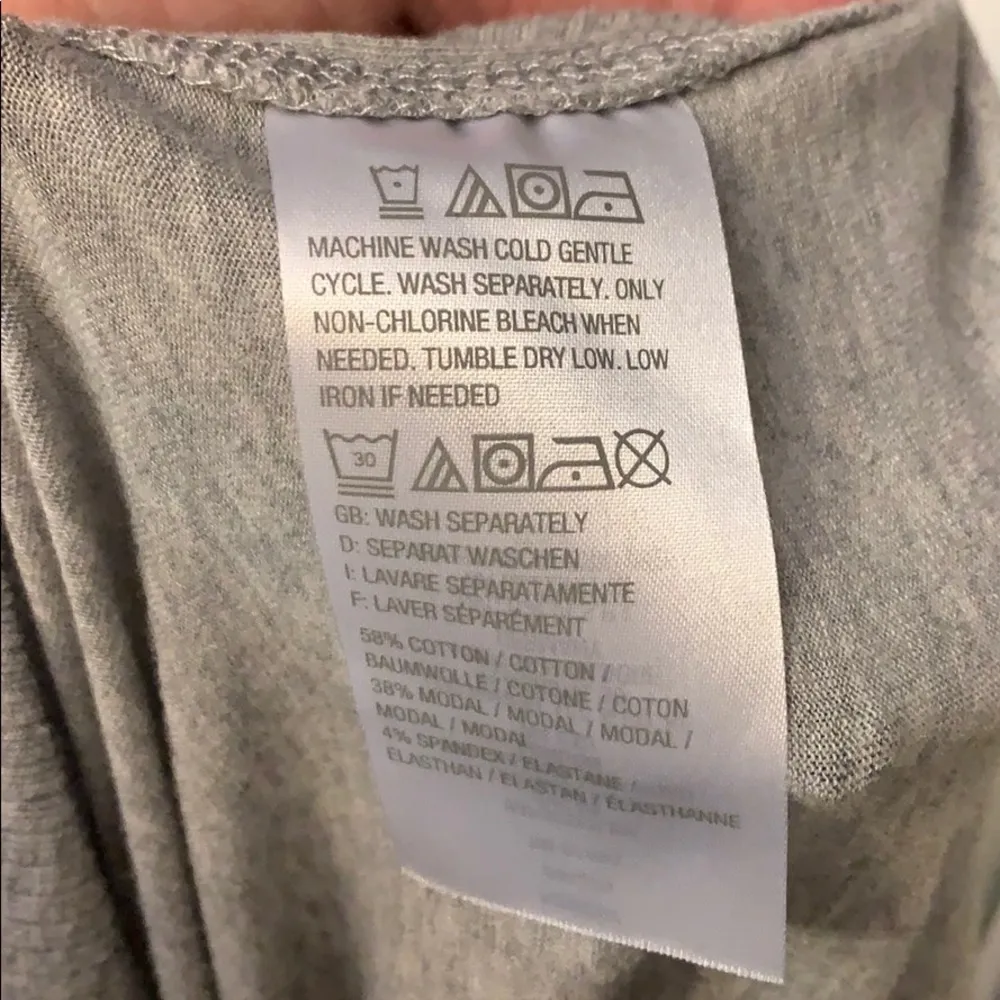 MACHINE WASH COLD GENTLE
CYCLE. WASH SEPARATELY. ONLY
NON-CHLORINE BLEACH WHEN
NEEDED. TUMBLE DRY LOW. LOW
IRON IF NEEDED
30
GB: WASH SEPARATELY
D: SEPARAT WASCHEN
I: LAVARE SEPARATAMENTE
F: LAVER SÉPARÉMENT
58% COTTON / COTTON /
BAUMWOLLE / COTONE / COTON
38% MODAL / MODAL / MODAL /
MODAL / MODAL
4% SPANDEX / ELASTANE /
ELASTHAN / ELASTAN / ÉLASTHANNE